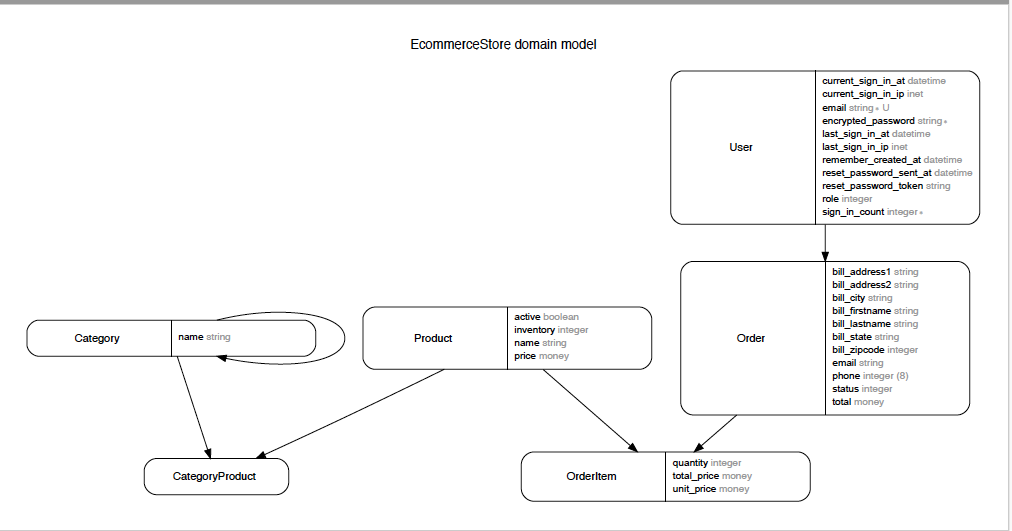 EcommerceStore domain model
User
current_sign_in_at datetime
current_sign_in_ip inet
email string * U
encrypted_password string *
last_sign_in_at datetime
last_sign_in_ip inet
remember_created_at datetime
reset_password_sent_at datetime
reset_password_token string
role integer
sign_in_count integer *
Category
name string
Product
active boolean
inventory integer
name string
price money
Order
bill_address1 string
bill_address2 string
bill_city string
bill_firstname string
bill_lastname string
bill_state string
bill_zipcode integer
email string
phone integer (8)
status integer
total money
CategoryProduct
OrderItem
quantity integer
total_price money
unit_price money